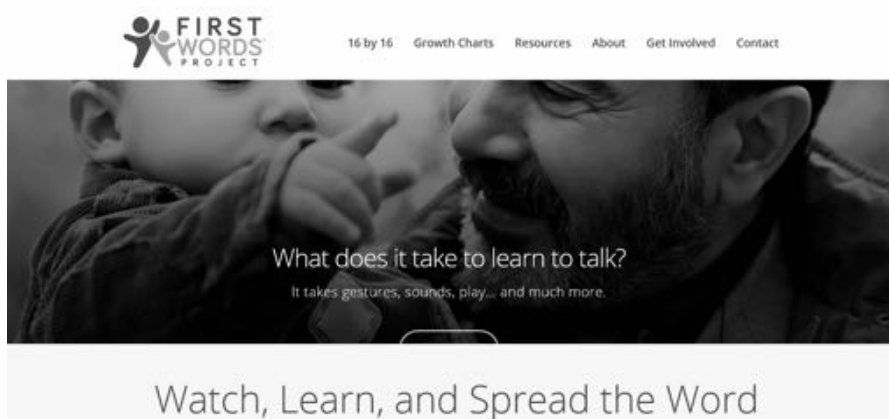 FIRST
WORDS
PROJECT
16 by 16 Growth Charts Resources About Get Involved Contact
What does it take to learn to talk?
It takes gestures, sounds, play... and much more.
Watch, Learn, and Spread the Word